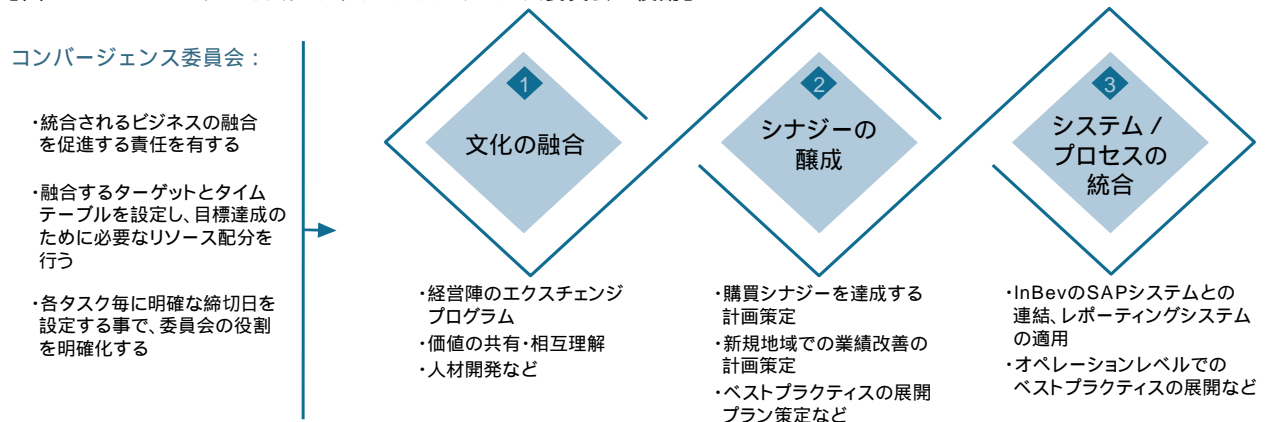 コンバージェンス委員会：
・統合されるビジネスの融合
を促進する責任を有する
・融合するターゲットとタイム
テーブルを設定し、目標達成の
ために必要なリソース配分を
行う
・各タスク毎に明確な締切日を
設定する事で、委員会の役割
を明確化する
1
文化の融合
・経営陣のエクスチェンジ
プログラム
・価値の共有・相互理解
・人材開発など
2
シナジーの
醸成
・購買シナジーを達成する
計画策定
・新規地域での業績改善の
計画策定
・ベストプラクティスの展開
プラン策定など
3
システム /
プロセスの
統合
・InBevのSAPシステムとの
連結、レポーティングシステム
の適用
・オペレーションレベルでの
ベストプラクティスの展開など